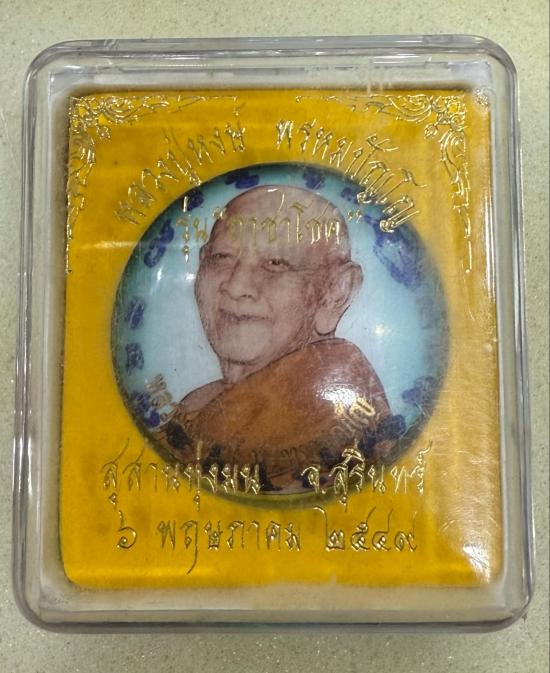 หลวงปู่หงษ์ พรหมปัญโญ
รุ่น "ราชาโชค"
สุสานทุ่งมน จ.สุรินทร์
๖ พฤษภาคม ๒๕๔๙